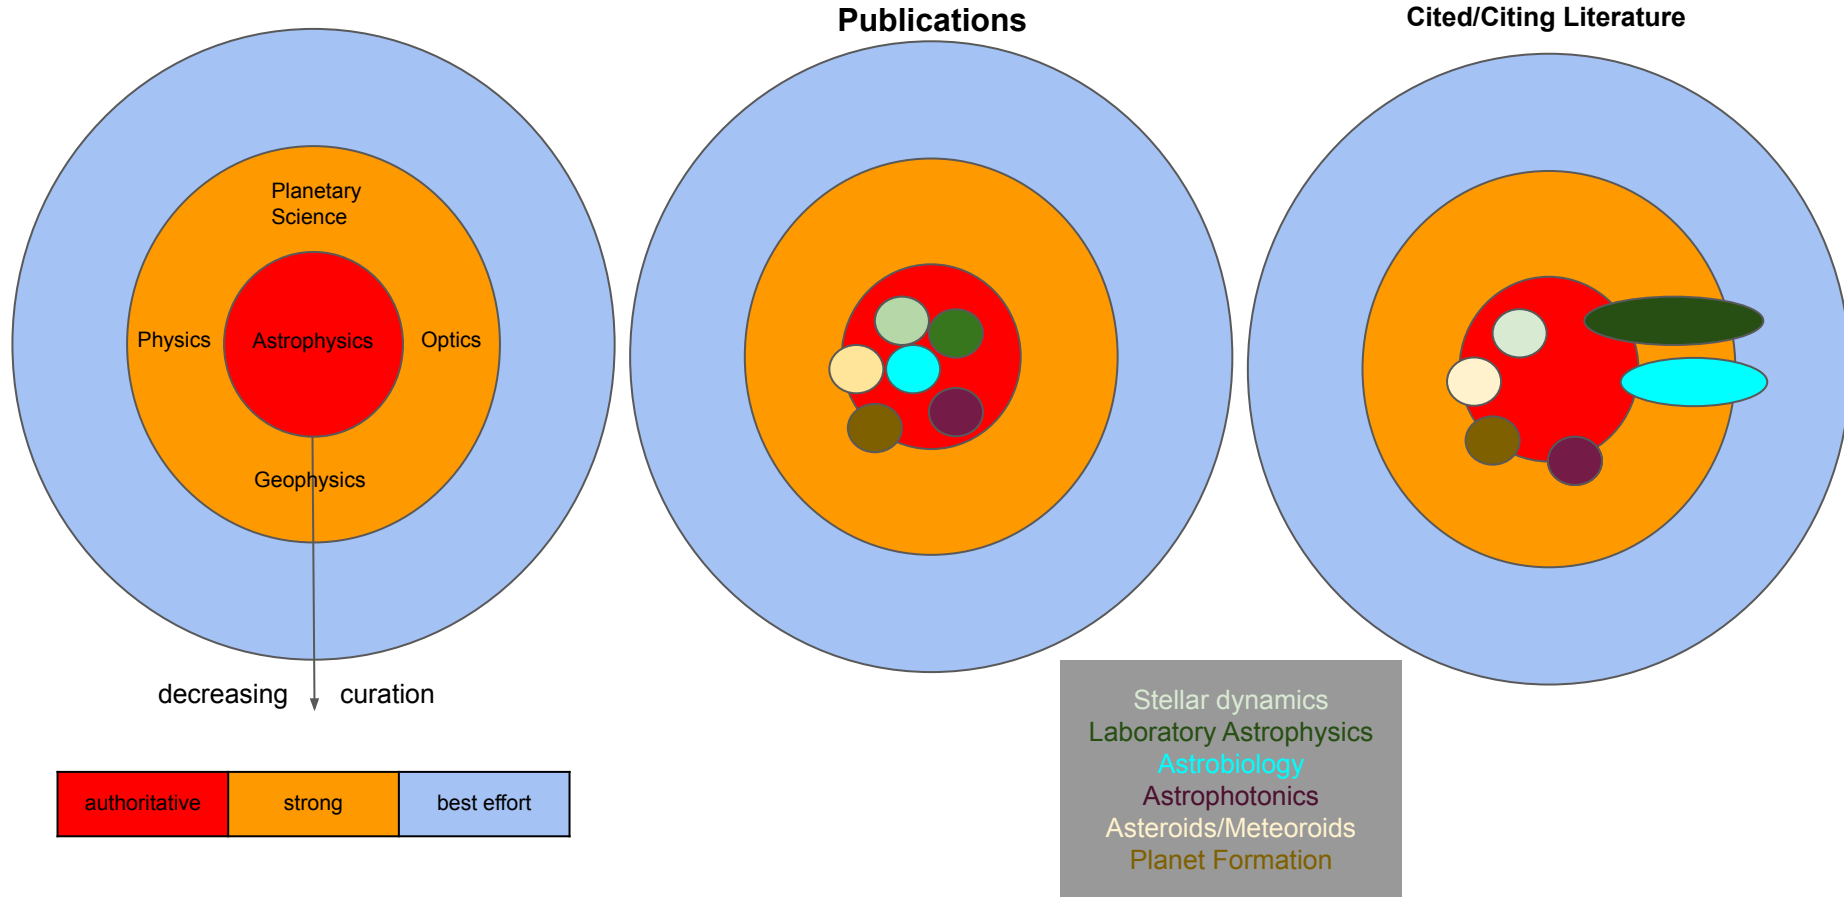 Publications
Cited/Citing Literature
Planetary
Science
Physics
Astrophysics
Optics
Geophysics
decreasing curation
authoritative
strong
best effort
Stellar dynamics
Laboratory Astrophysics
Astrobiology
Astrophotonics
Asteroids/Meteoroids
Planet Formation